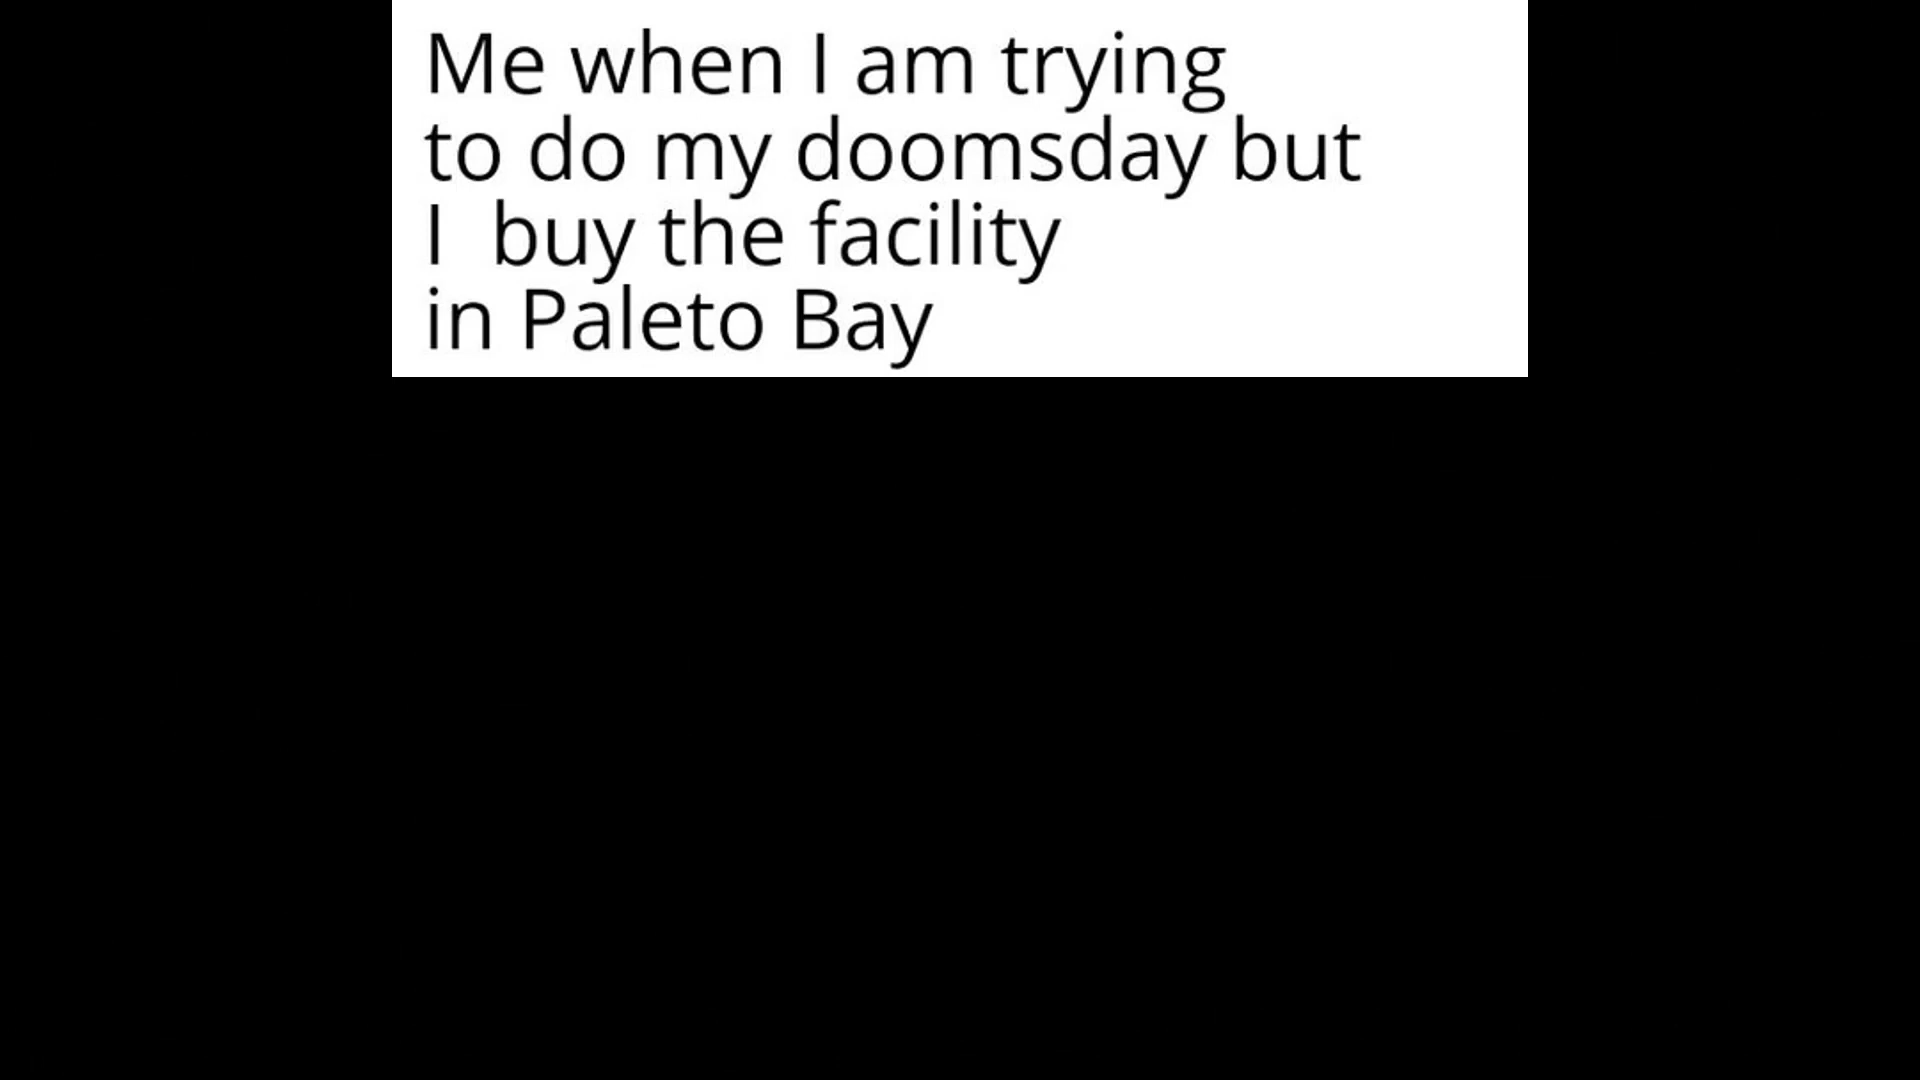 Me when I am trying
to do my doomsday but
I  buy the facility
in Paleto Bay